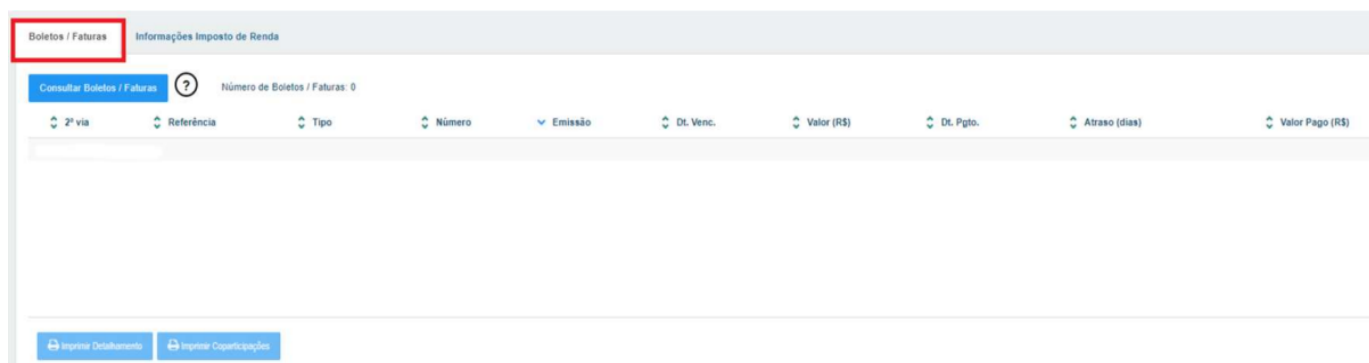 Boletos / Faturas Informações Imposto de Renda
Consultar Boletos / Faturas ? Número de Boletos / Faturas: 0
2ª via Referência Tipo Número Emissão Dt. Venc. Valor (R$) Dt. Pgto. Atraso (dias) Valor Pago (R$)
Imprimir Detalhamento Imprimir Coparticipações